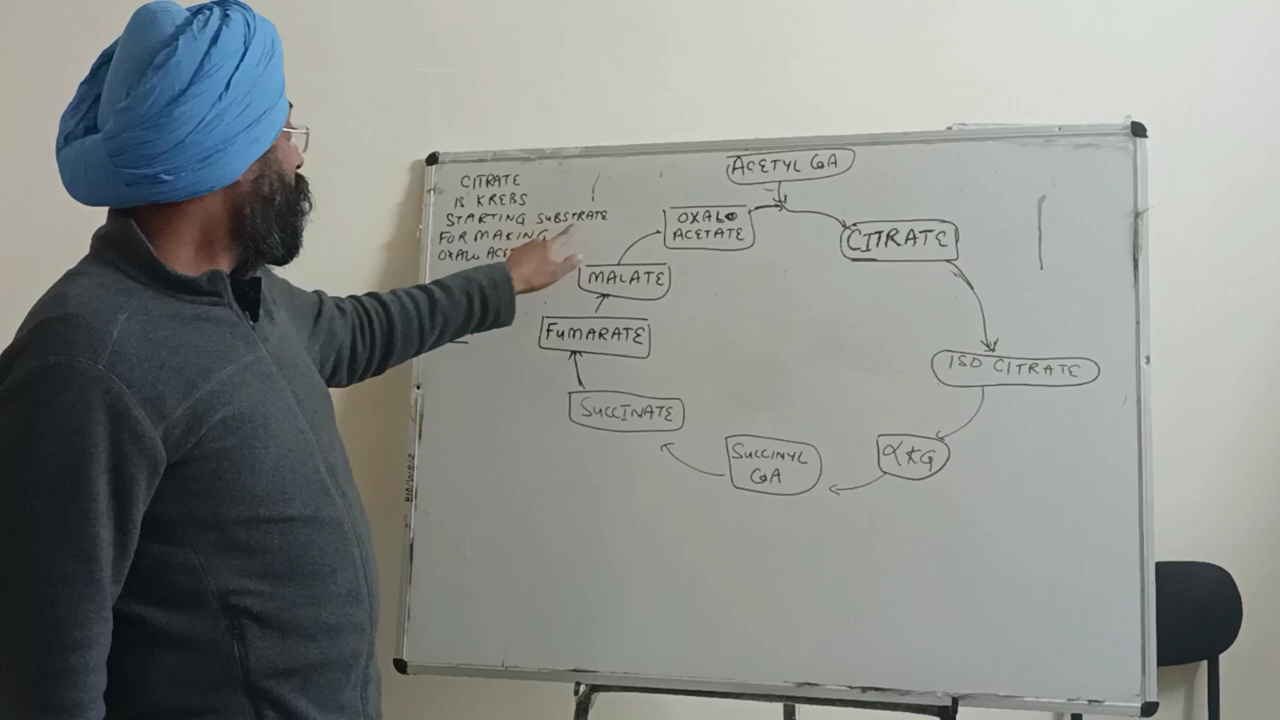 CITRATE
IS KREBS
STARTING SUBSTRATE
FOR MAKING
OXALO
ACETYL COA
OXALO
ACETATE
CITRATE
MALATE
FUMARATE
ISO CITRATE
SUCCINATE
SUCCINYL
COA
αKG